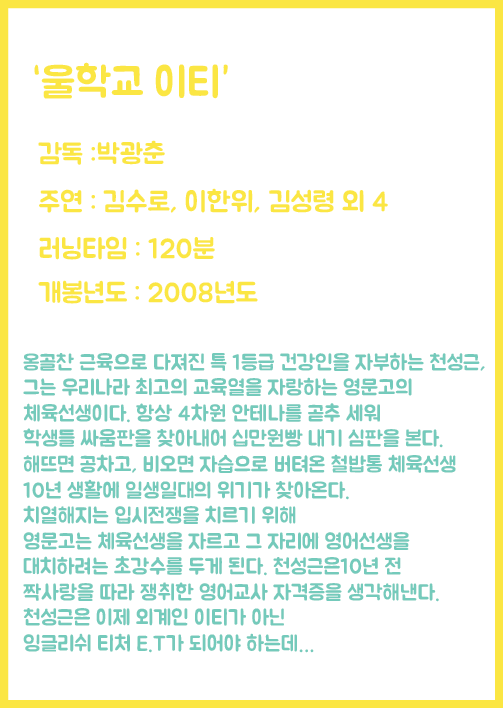 ‘울학교 이티’
감독 :박광춘
주연 : 김수로, 이한위, 김성령 외 4
러닝타임 : 120분
개봉년도 : 2008년도
옹골찬 근육으로 다져진 특 1등급 건강인을 자부하는 천성근,
그는 우리나라 최고의 교육열을 자랑하는 영문고의
체육선생이다. 항상 4차원 안테나를 곧추 세워
학생들 싸움판을 찾아내어 십만원빵 내기 심판을 본다.
해뜨면 공차고, 비오면 자습으로 버텨온 철밥통 체육선생
10년 생활에 일생일대의 위기가 찾아온다.
치열해지는 입시전쟁을 치르기 위해
영문고는 체육선생을 자르고 그 자리에 영어선생을
대치하려는 초강수를 두게 된다. 천성근은10년 전
짝사랑을 따라 쟁취한 영어교사 자격증을 생각해낸다.
천성근은 이제 외계인 이티가 아닌
잉글리쉬 티처 E.T가 되어야 하는데...